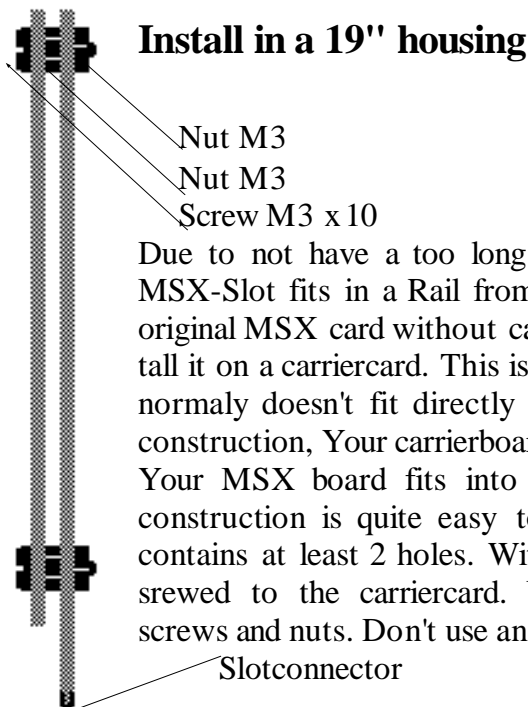 Install in a 19" housing
Nut M3
Nut M3
Screw M3 x 10
Due to not have a too long
MSX-Slot fits in a Rail from
original MSX card without ca
tall it on a carriercard. This is
normaly doesn't fit directly
construction, Your carrierboar
Your MSX board fits into
construction is quite easy to
contains at least 2 holes. Wit
srewed to the carriercard.
screws and nuts. Don't use an
Slotconnector